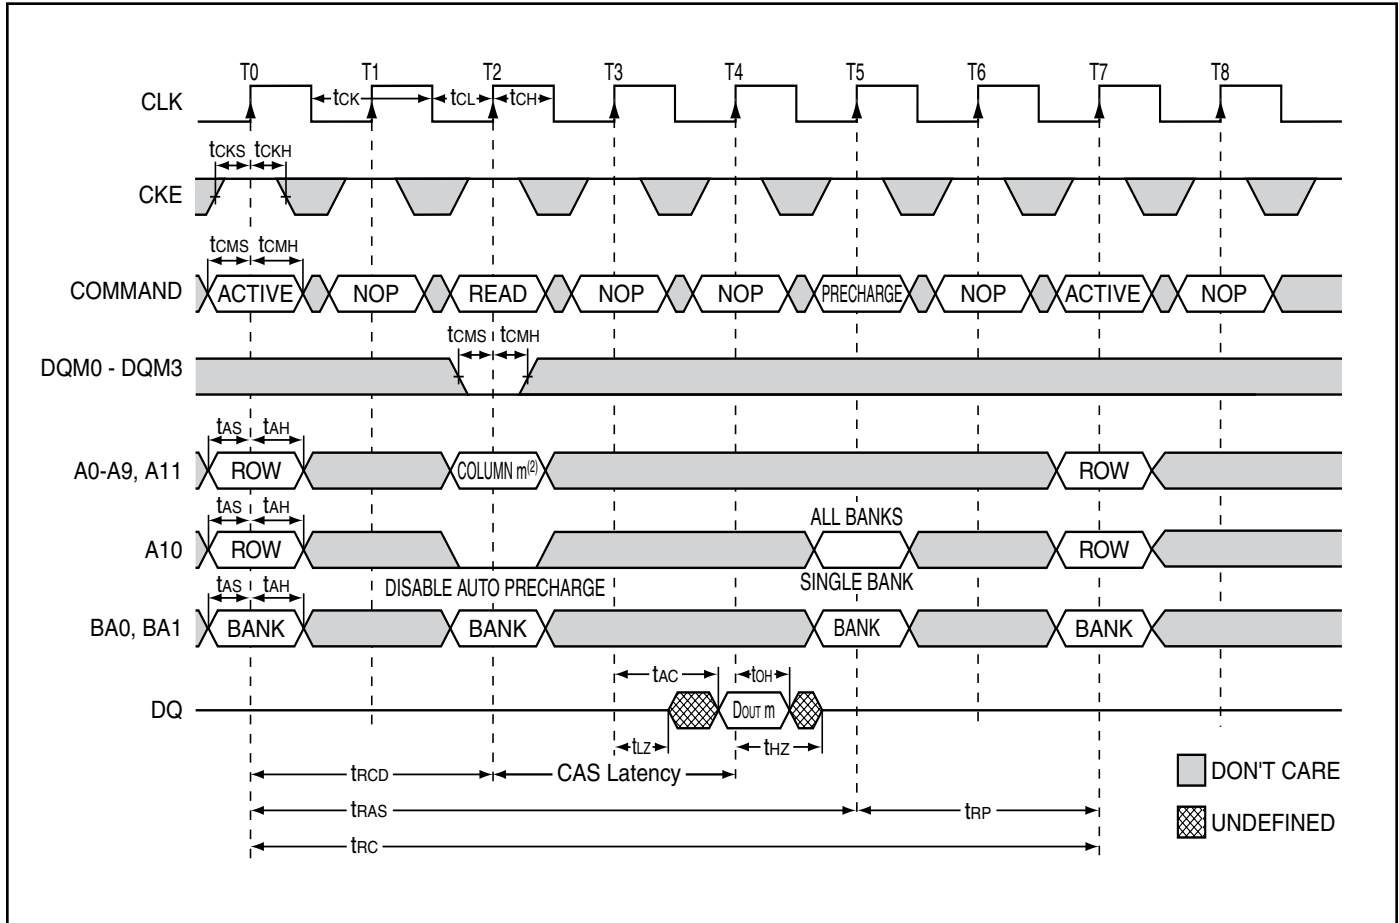 T0 T1 T2 T3 T4 T5 T6 T7 T8
CLK tCK tCL tCH
tCKS tCKH
CKE
tCMS tCMH
COMMAND ACTIVE NOP READ NOP NOP PRECHARGE NOP ACTIVE NOP
tCMS tCMH
DQM0 - DQM3
tAS tAH
A0-A9, A11 ROW COLUMN m(2) ROW
tAS tAH ALL BANKS
A10 ROW ROW
DISABLE AUTO PRECHARGE SINGLE BANK
tAS tAH
BA0, BA1 BANK BANK BANK BANK
tAC tOH
DQ DOUT m
tLZ tHZ
tRCD CAS Latency DON'T CARE
tRAS tRP
UNDEFINED
tRC